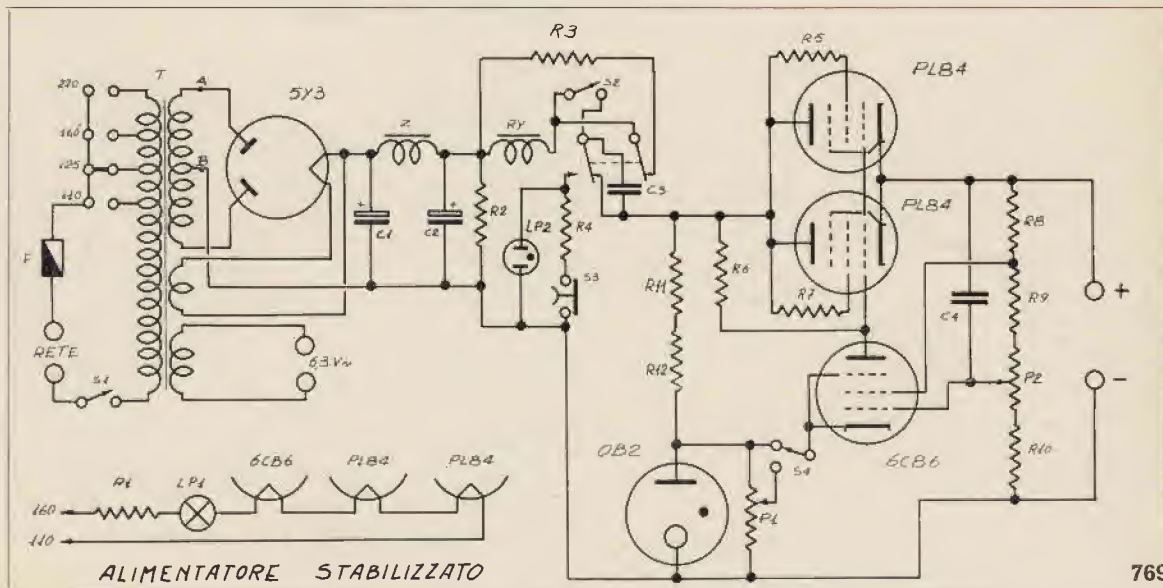 R3
T
A
5Y3
Z
RY
S2
R5
PL84
220
160
125
110
B
C1
C2
R2
LP2
R4
S3
C3
R11
R6
PL84
R7
R8
R9
C4
P2
R10
+
-
F
RETE
S1
6,3 V~
R12
OB2
S4
6CB6
P1
160
R1
LP1
6CB6
PL84
PL84
110
ALIMENTATORE STABILIZZATO
769